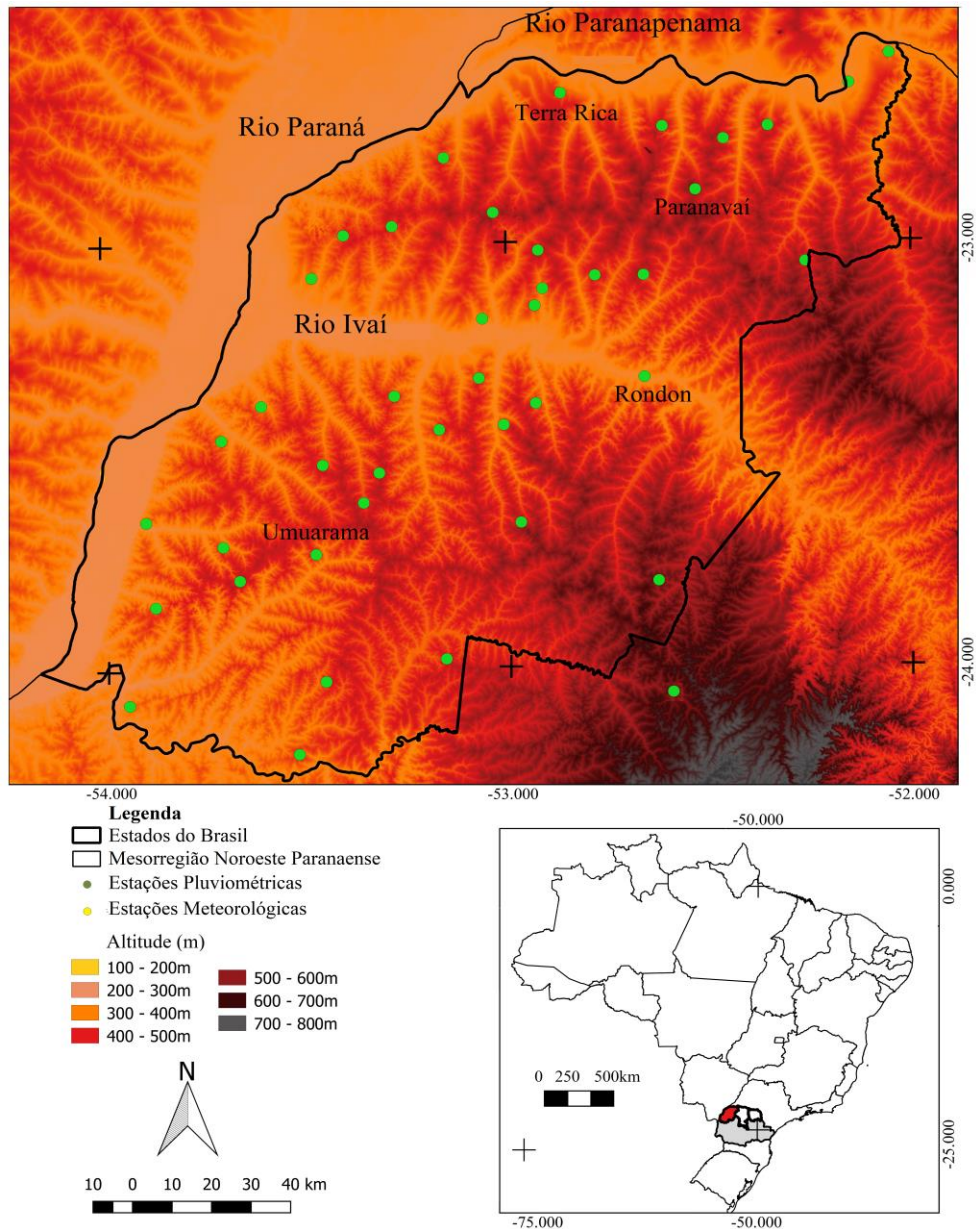 Rio Paranapenama
Terra Rica
Rio Paraná
Paranavaí
-23.000
Rio Ivaí
Rondon
Umuarama
-24.000
-54.000
-53.000
-52.000
Legenda
Estados do Brasil
Mesorregião Noroeste Paranaense
Estações Pluviométricas
Estações Meteorológicas
Altitude (m)
100 - 200m
200 - 300m
300 - 400m
400 - 500m
500 - 600m
600 - 700m
700 - 800m
N
10 0 10 20 30 40 km
-50.000
0.000
0 250 500km
-25.000
-75.000
-50.000